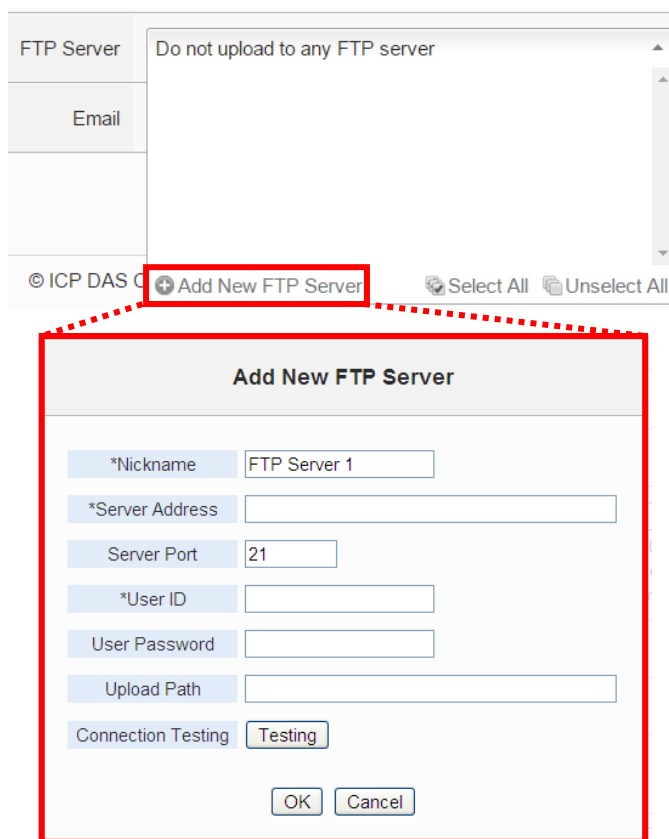 FTP Server
Do not upload to any FTP server
Email
© ICP DAS
Add New FTP Server
Select All
Unselect All
Add New FTP Server
*Nickname
FTP Server 1
*Server Address
Server Port
21
*User ID
User Password
Upload Path
Connection Testing
Testing
OK
Cancel